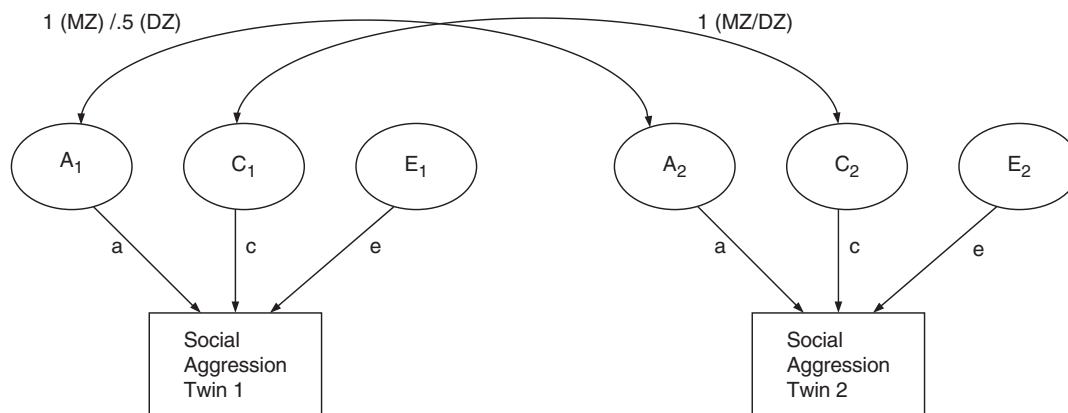 1 (MZ) /.5 (DZ)
1 (MZ/DZ)
A1
C1
E1
A2
C2
E2
a
c
e
a
c
e
Social
Aggression
Twin 1
Social
Aggression
Twin 2